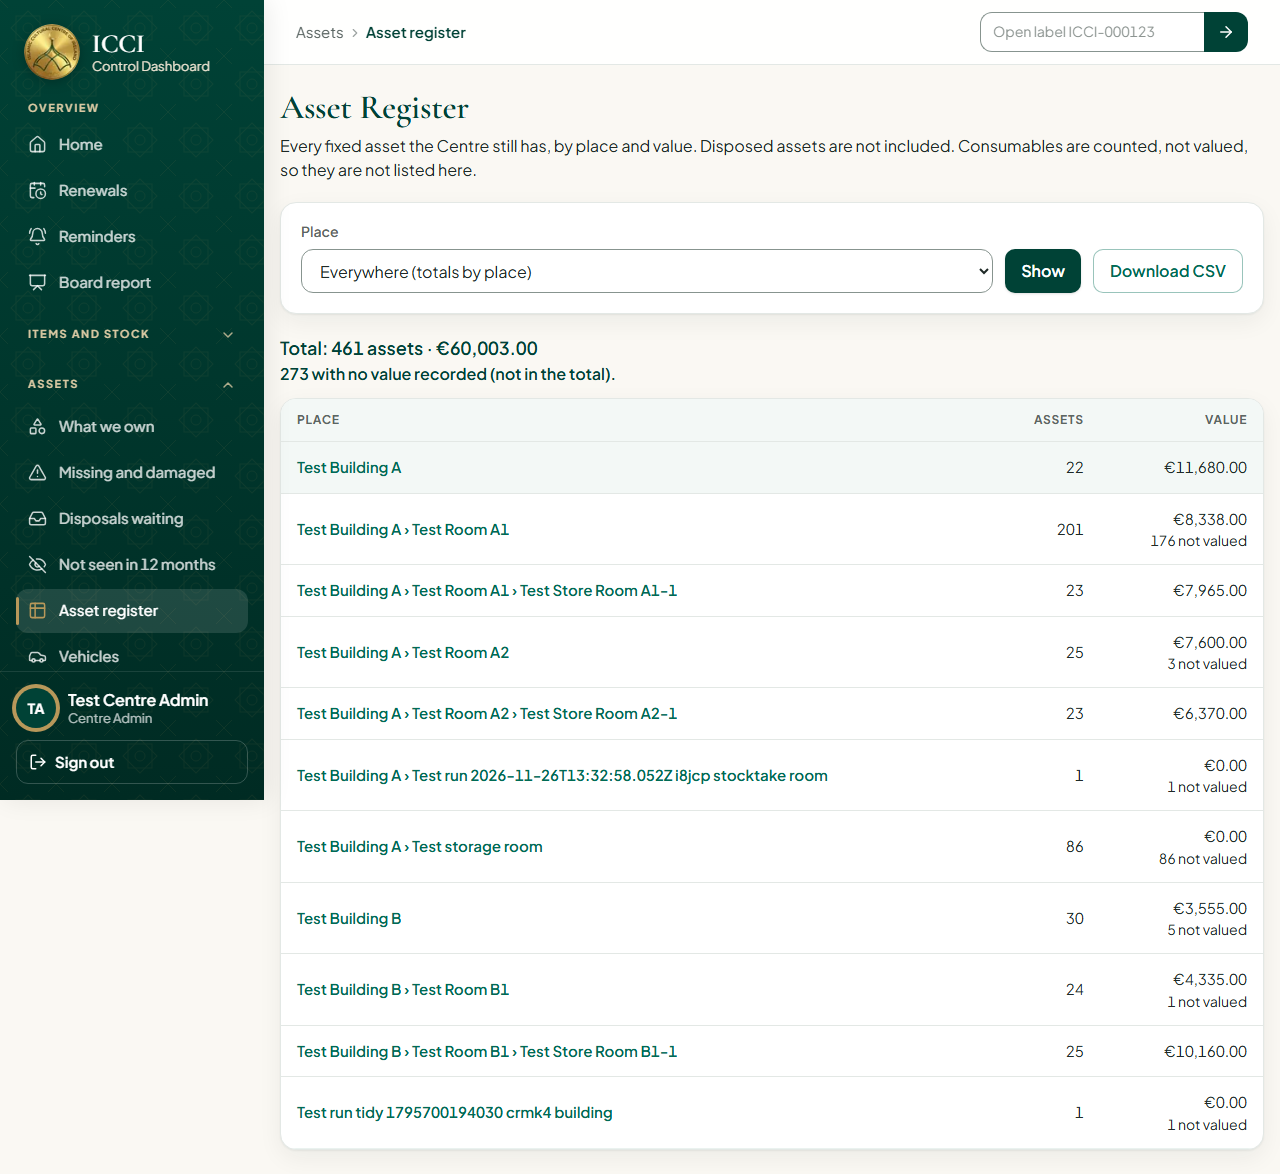 ICCI
Control Dashboard
OVERVIEW
Home
Renewals
Reminders
Board report
ITEMS AND STOCK
ASSETS
What we own
Missing and damaged
Disposals waiting
Not seen in 12 months
Asset register
Vehicles
TA
Test Centre Admin
Centre Admin
Sign out
Assets › Asset register
Open label ICCI-000123
Asset Register
Every fixed asset the Centre still has, by place and value. Disposed assets are not included. Consumables are counted, not valued,
so they are not listed here.
Place
Everywhere (totals by place)
Show
Download CSV
Total: 461 assets · €60,003.00
273 with no value recorded (not in the total).
PLACE ASSETS VALUE
Test Building A 22 €11,680.00
Test Building A › Test Room A1 201 €8,338.00
176 not valued
Test Building A › Test Room A1 › Test Store Room A1-1 23 €7,965.00
Test Building A › Test Room A2 25 €7,600.00
3 not valued
Test Building A › Test Room A2 › Test Store Room A2-1 23 €6,370.00
Test Building A › Test run 2026-11-26T13:32:58.052Z i8jcp stocktake room 1 €0.00
1 not valued
Test Building A › Test storage room 86 €0.00
86 not valued
Test Building B 30 €3,555.00
5 not valued
Test Building B › Test Room B1 24 €4,335.00
1 not valued
Test Building B › Test Room B1 › Test Store Room B1-1 25 €10,160.00
Test run tidy 1795700194030 crmk4 building 1 €0.00
1 not valued